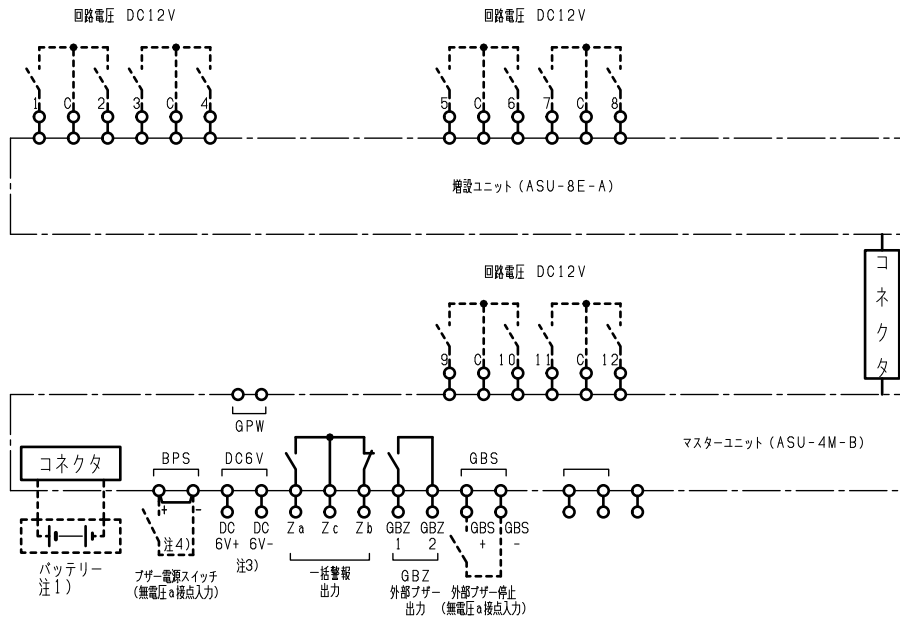 回路電圧 DC12V
回路電圧 DC12V
1 C 2 3 C 4
5 C 6 7 C 8
増設ユニット (ASU-8E-A)
回路電圧 DC12V
コネクタ
9 C 10 11 C 12
GPW
マスターユニット (ASU-4M-B)
コネクタ
BPS
DC6V
GBS
+ -
注4)
DC
6V+
DC
6V-
注3)
Za Zc Zb
GBZ
1
GBZ
2
GBS
+
GBS
-
バッテリー
注1)
ブザー電源スイッチ
(無電圧a接点入力)
一括警報
出力
GBZ
外部ブザー
出力
外部ブザー停止
(無電圧a接点入力)